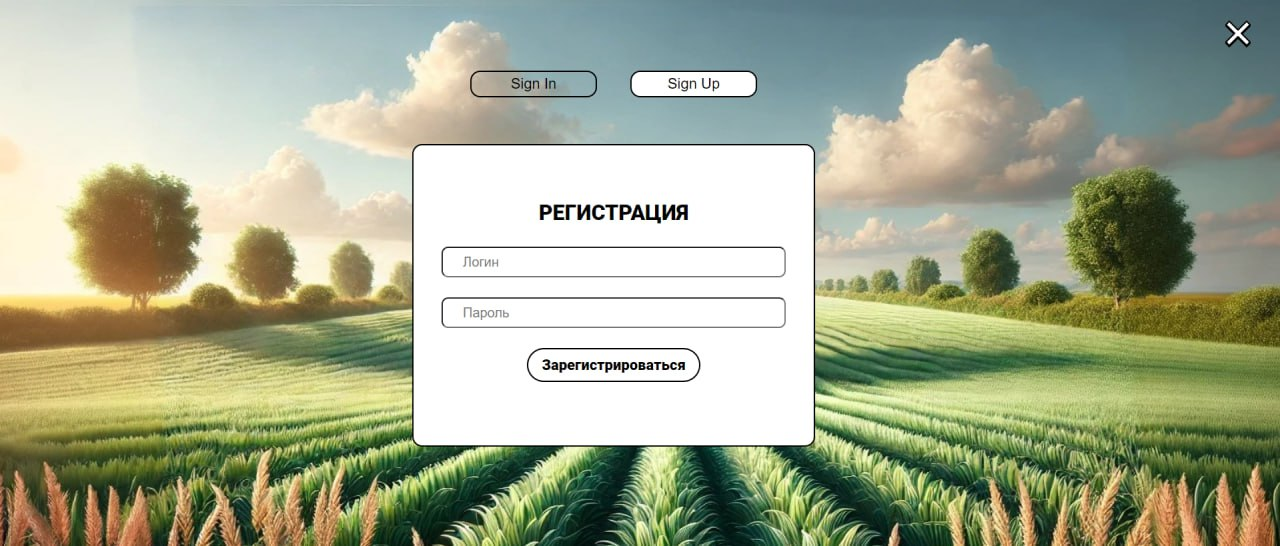 Sign In
Sign Up
РЕГИСТРАЦИЯ
Логин
Пароль
Зарегистрироваться